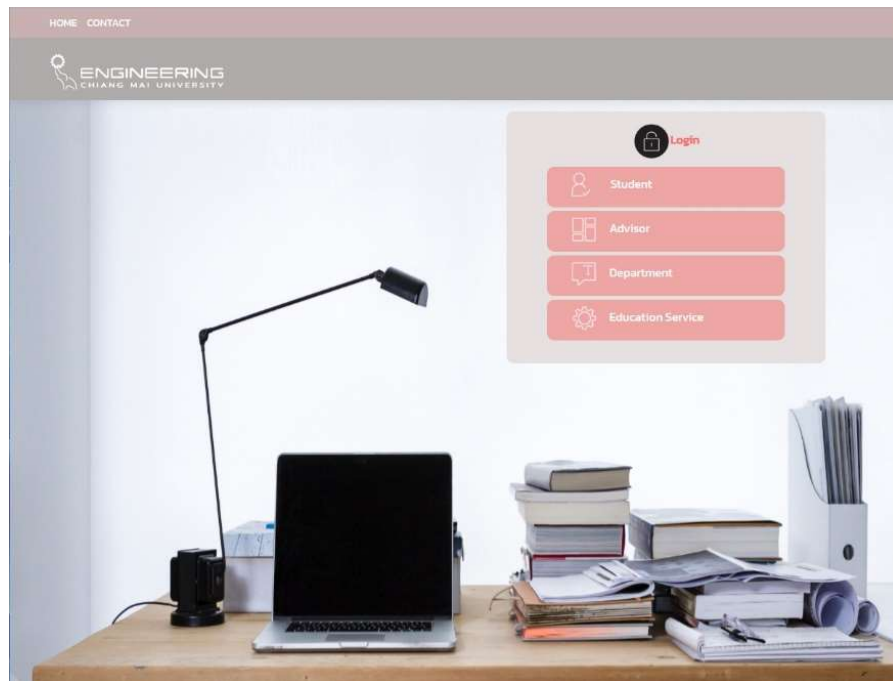 HOME CONTACT
ENGINEERING
CHIANG MAI UNIVERSITY
Login
Student
Advisor
Department
Education Service